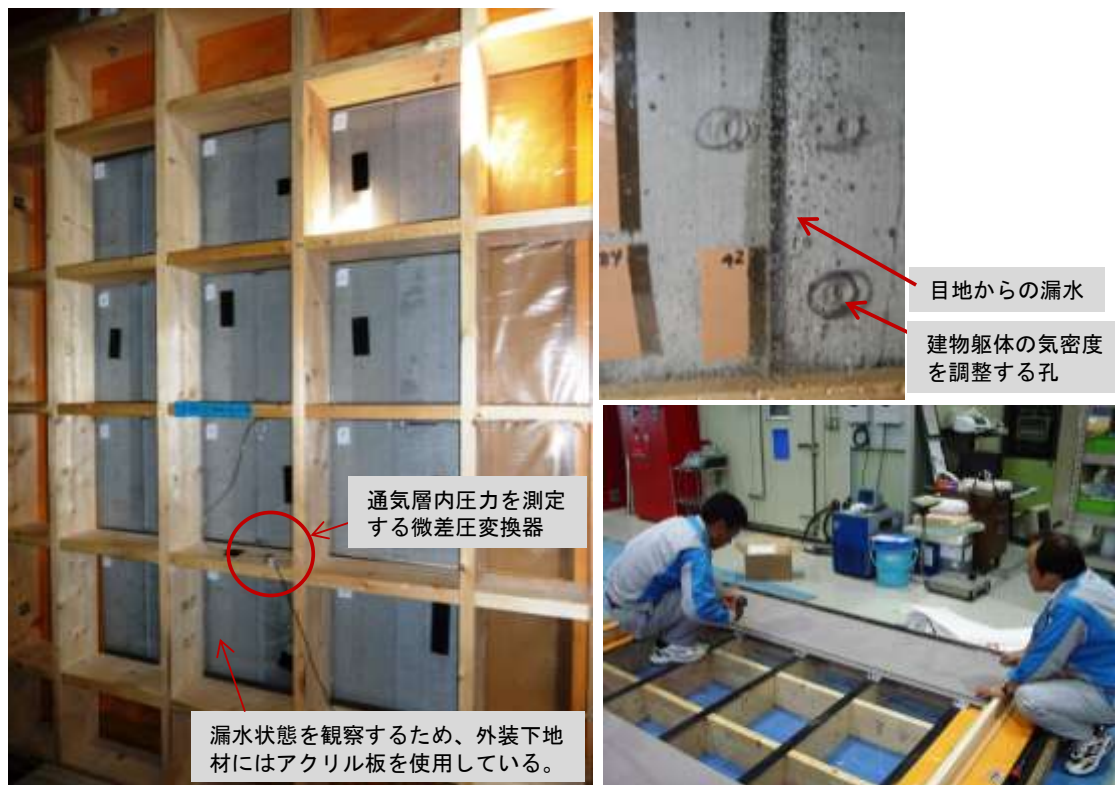 目地からの漏水
建物躯体の気密度
を調整する孔
通気層内圧力を測定
する微差圧変換器
漏水状態を観察するため、外装下地
材にはアクリル板を使用している。
42